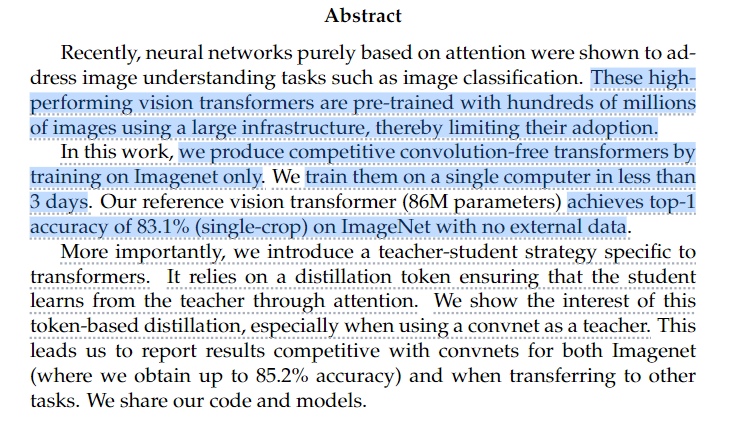 Abstract
Recently, neural networks purely based on attention were shown to ad-
dress image understanding tasks such as image classification. These high-
performing vision transformers are pre-trained with hundreds of millions
of images using a large infrastructure, thereby limiting their adoption.
In this work, we produce competitive convolution-free transformers by
training on Imagenet only. We train them on a single computer in less than
3 days. Our reference vision transformer (86M parameters) achieves top-1
accuracy of 83.1% (single-crop) on ImageNet with no external data.
More importantly, we introduce a teacher-student strategy specific to
transformers. It relies on a distillation token ensuring that the student
learns from the teacher through attention. We show the interest of this
token-based distillation, especially when using a convnet as a teacher. This
leads us to report results competitive with convnets for both Imagenet
(where we obtain up to 85.2% accuracy) and when transferring to other
tasks. We share our code and models.